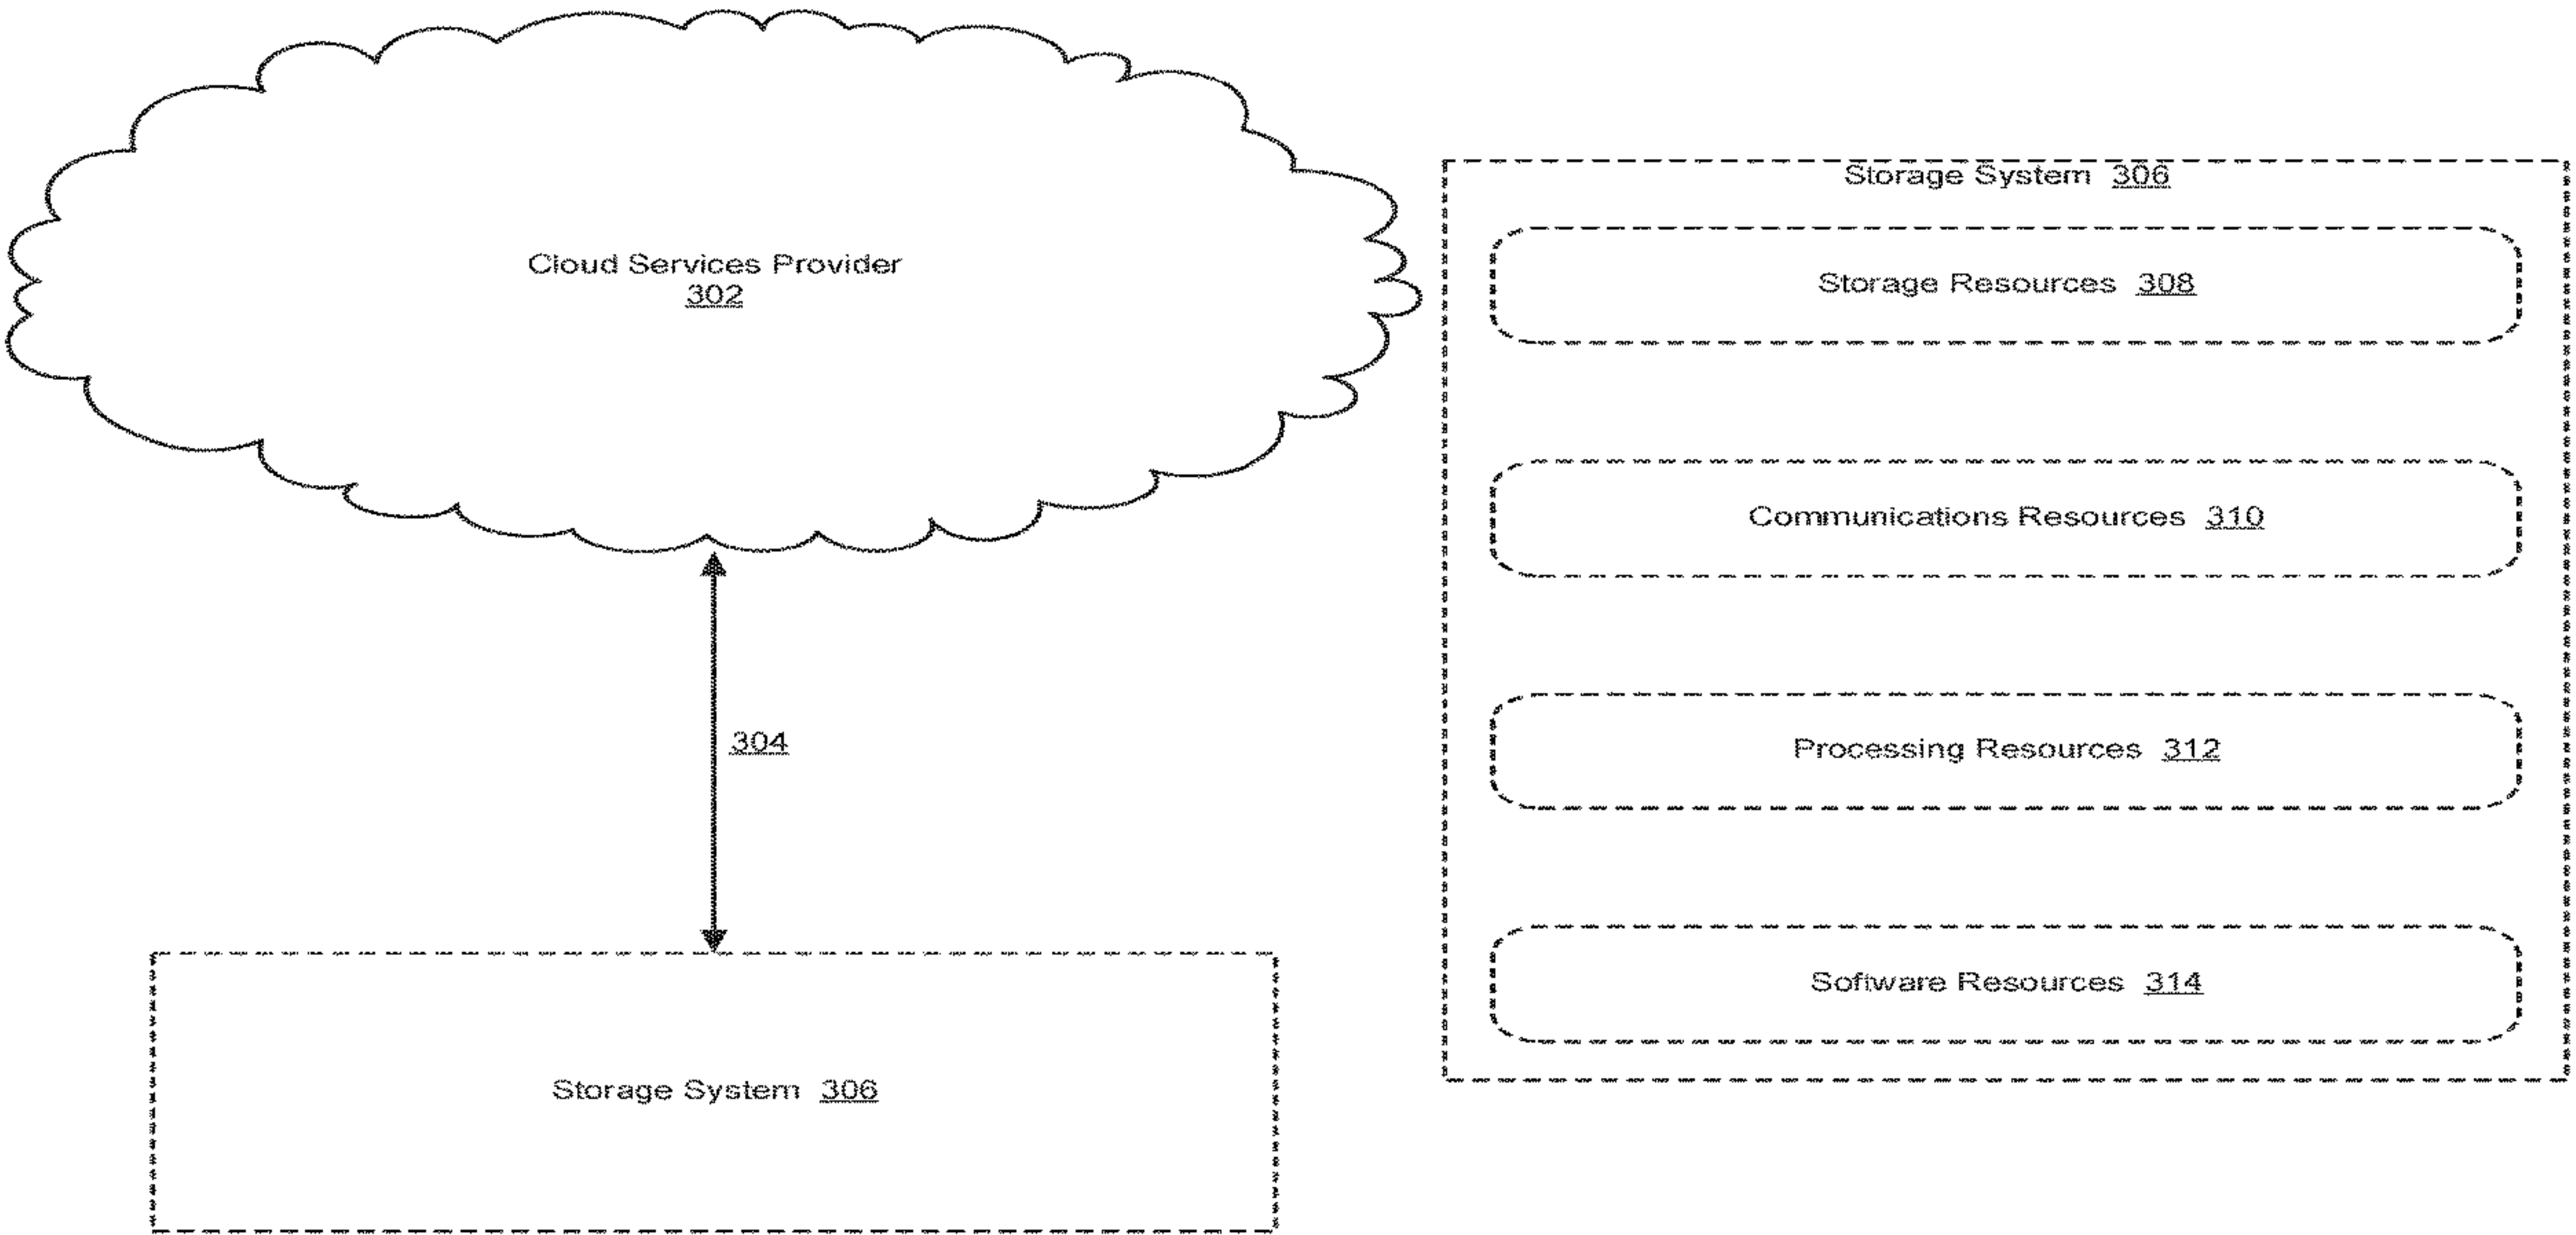 Cloud Services Provider
302
304
Storage System 306
Storage System 306
Storage Resources 308
Communications Resources 310
Processing Resources 312
Software Resources 314